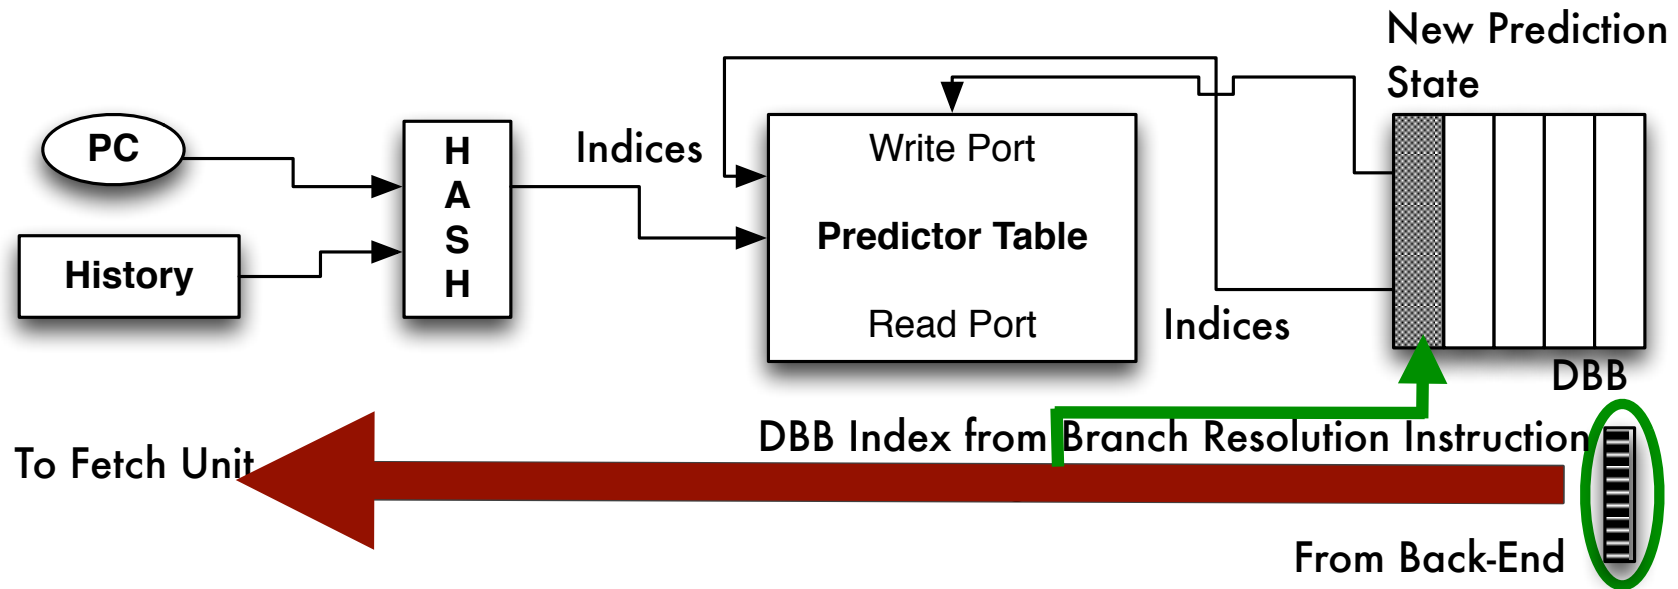 New Prediction
State
PC
H
A
S
H
Indices
Write Port
Predictor Table
Read Port
History
Indices
DBB
DBB Index from Branch Resolution Instruction
To Fetch Unit
From Back-End